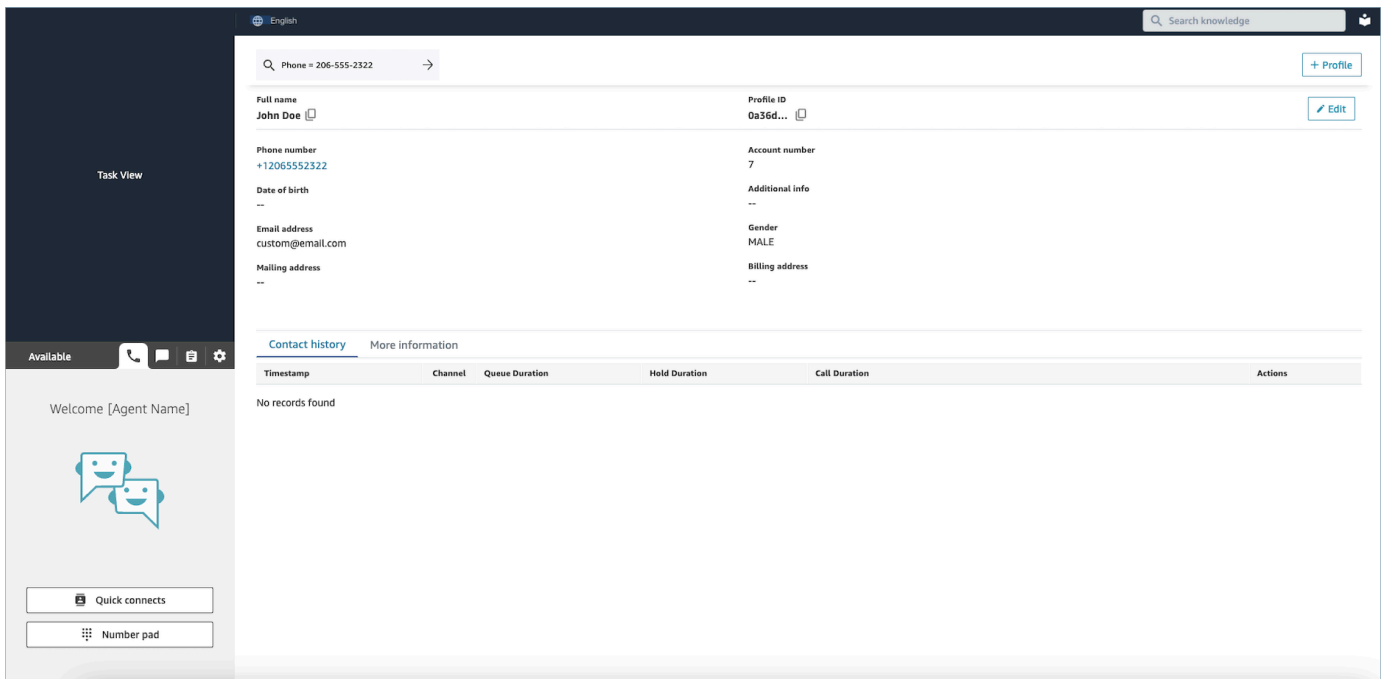 English
Search knowledge
Phone = 206-555-2322
+ Profile
Full name
John Doe
Profile ID
0a36d...
Edit
Phone number
+12065552322
Account number
7
Date of birth
--
Additional info
--
Email address
custom@email.com
Gender
MALE
Mailing address
--
Billing address
--
Task View
Contact history More information
Timestamp Channel Queue Duration Hold Duration Call Duration Actions
No records found
Available
Welcome [Agent Name]
Quick connects
Number pad